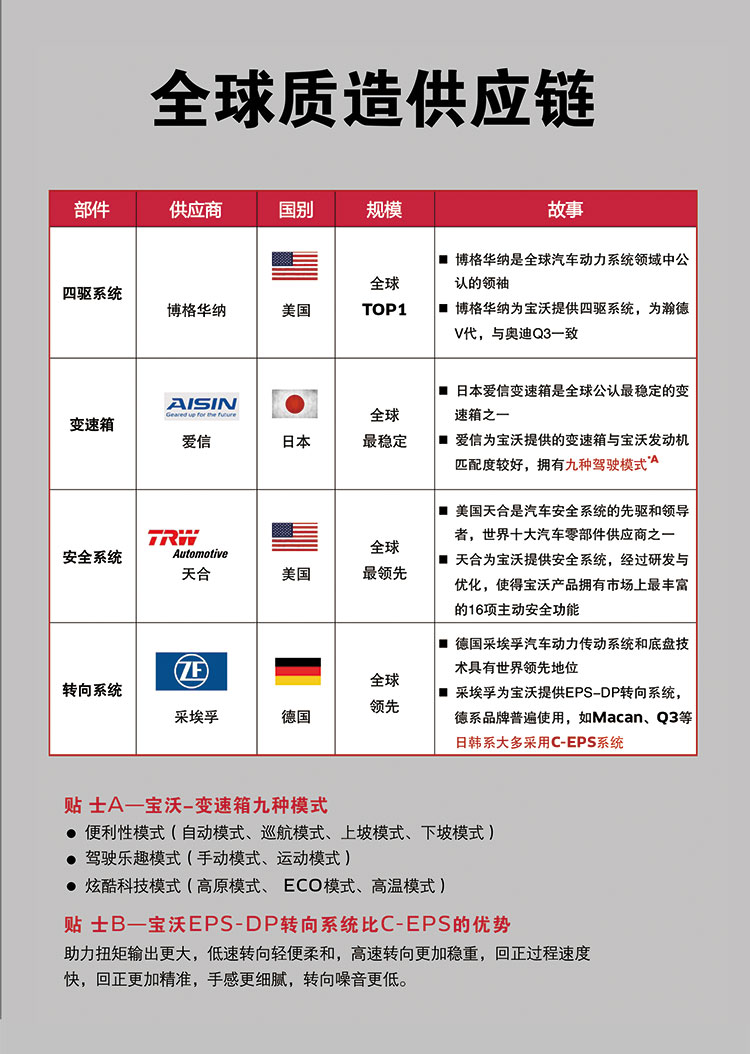 全球质造供应链
部件 供应商 国别 规模 故事
四驱系统
博格华纳
美国
全球
TOP1
■ 博格华纳是全球汽车动力系统领域中公
认的领袖
■ 博格华纳为宝沃提供四驱系统，为瀚德
V代，与奥迪Q3一致
变速箱
AISIN
Geared up for the future
爱信
日本
全球
最稳定
■ 日本爱信变速箱是全球公认最稳定的变
速箱之一
■ 爱信为宝沃提供的变速箱与宝沃发动机
匹配度较好，拥有九种驾驶模式*A
安全系统
TRW
Automotive
天合
美国
全球
最领先
■ 美国天合是汽车安全系统的先驱和领导
者，世界十大汽车零部件供应商之一
■ 天合为宝沃提供安全系统，经过研发与
优化，使得宝沃产品拥有市场上最丰富
的16项主动安全功能
转向系统
ZF
采埃孚
德国
全球
领先
■ 德国采埃孚汽车动力传动系统和底盘技
术具有世界领先地位
■ 采埃孚为宝沃提供EPS-DP转向系统，
德系品牌普遍使用，如Macan、Q3等
日韩系大多采用C-EPS系统
贴 士A—宝沃-变速箱九种模式
● 便利性模式（自动模式、巡航模式、上坡模式、下坡模式）
● 驾驶乐趣模式（手动模式、运动模式）
● 炫酷科技模式（高原模式、 ECO模式、高温模式）
贴 士B—宝沃EPS-DP转向系统比C-EPS的优势
助力扭矩输出更大，低速转向轻便柔和，高速转向更加稳重，回正过程速度
快，回正更加精准，手感更细腻，转向噪音更低。